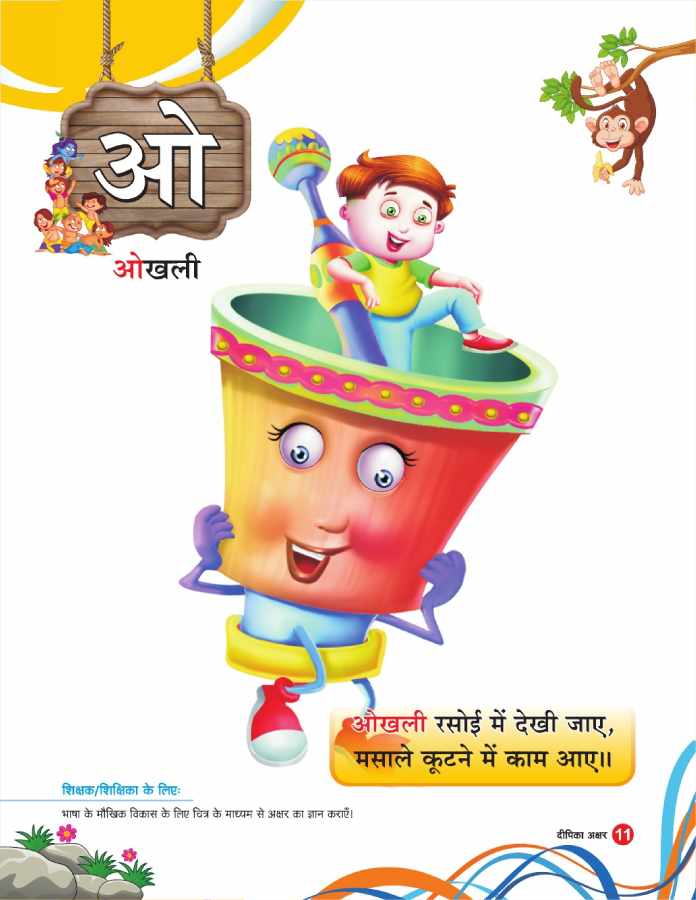 ओ
ओखली
ओखली रसोई में देखी जाए,
मसाले कूटने में काम आए॥
शिक्षक/शिक्षिका के लिएः
भाषा के मौखिक विकास के लिए चित्र के माध्यम से अक्षर का ज्ञान कराएँ।
दीपिका अक्षर 11